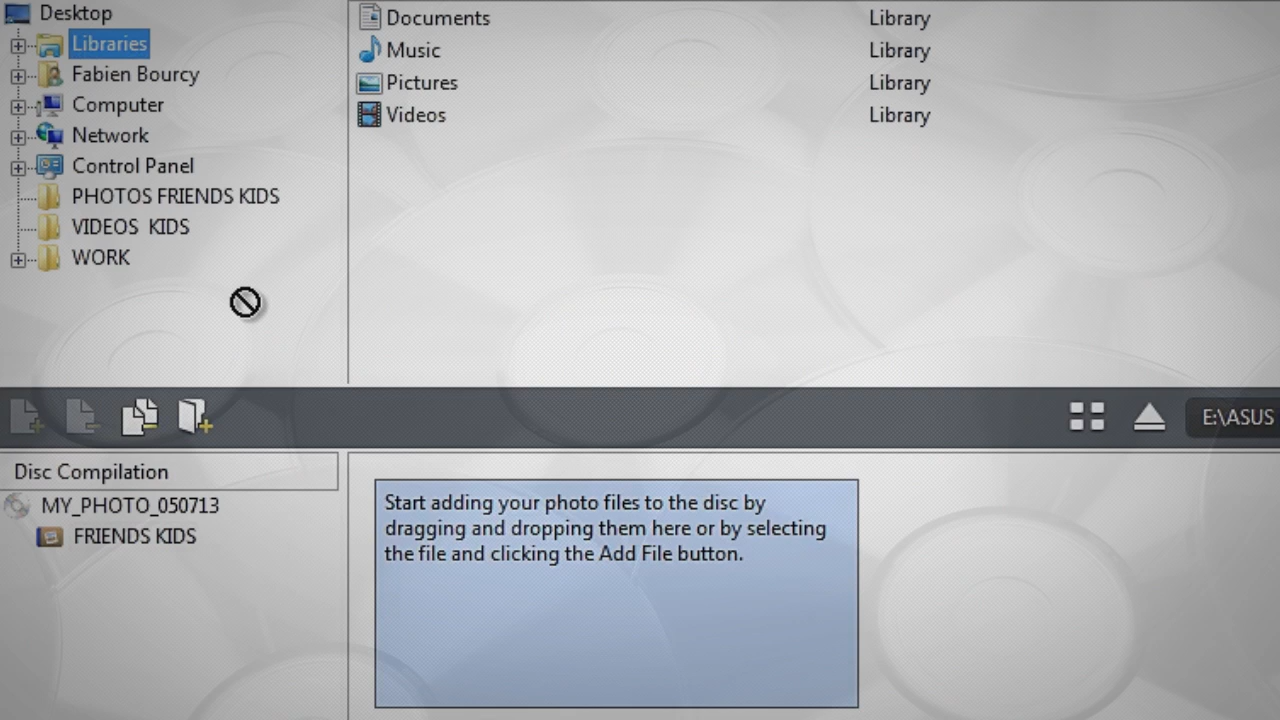 Desktop
Libraries
Fabien Bourcy
Computer
Network
Control Panel
PHOTOS FRIENDS KIDS
VIDEOS  KIDS
WORK
Documents Library
Music Library
Pictures Library
Videos Library
E:\ASUS
Disc Compilation
MY_PHOTO_050713
FRIENDS KIDS
Start adding your photo files to the disc by
dragging and dropping them here or by selecting
the file and clicking the Add File button.